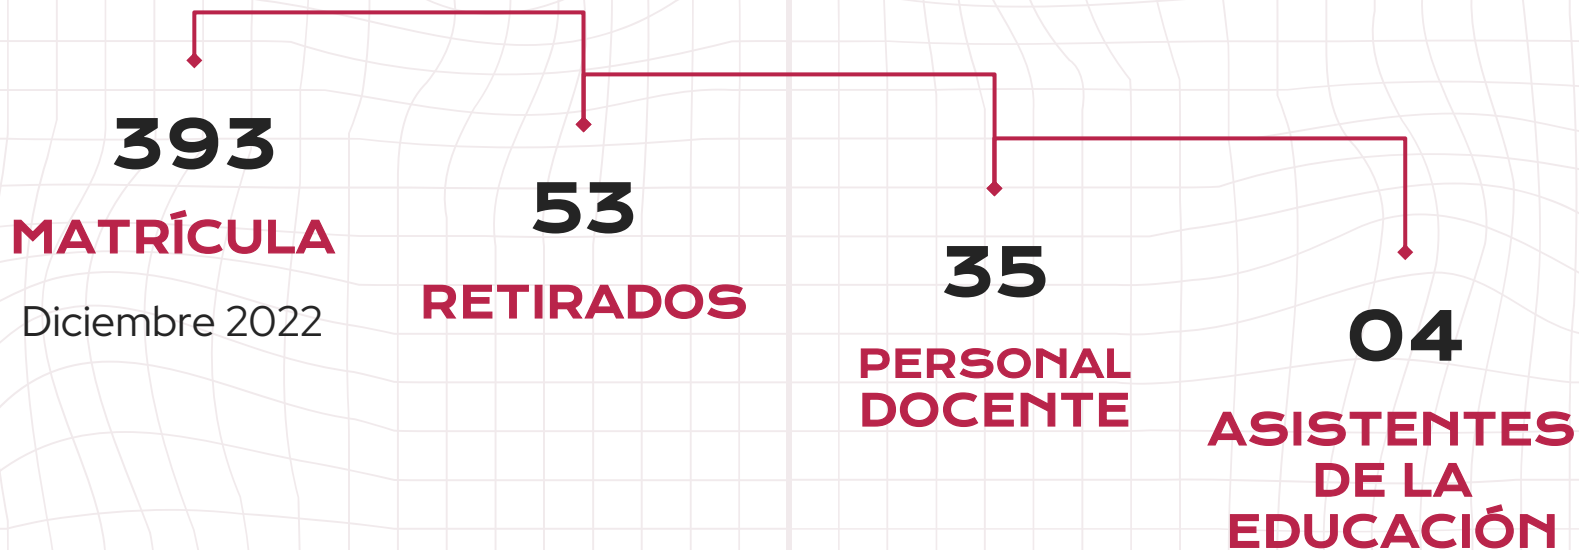 393
MATRÍCULA
Diciembre 2022
53
RETIRADOS
35
PERSONAL
DOCENTE
04
ASISTENTES
DE LA
EDUCACIÓN